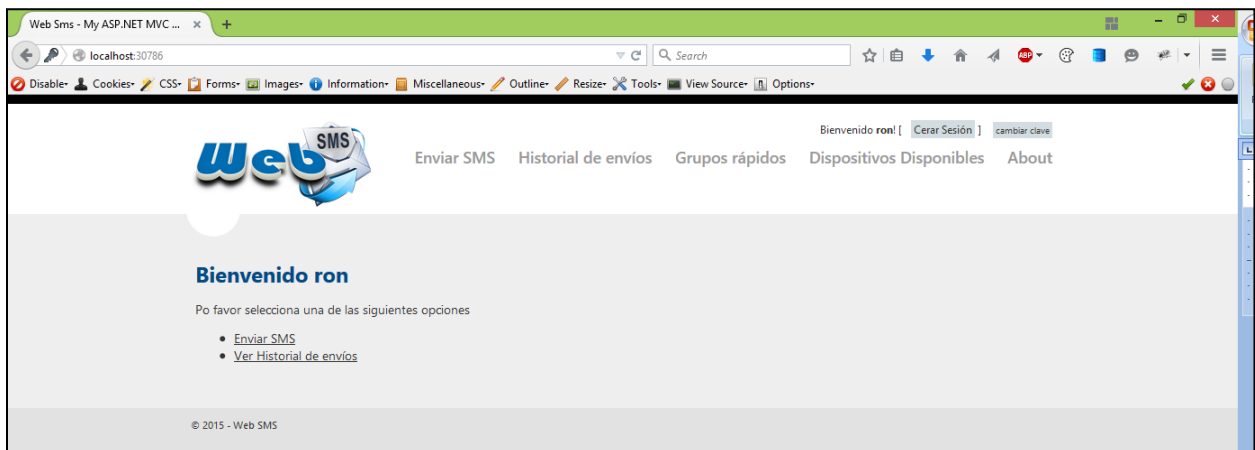 Web Sms - My ASP.NET MVC ...
localhost:30786
Search
ABP
Disable Cookies CSS Forms Images Information Miscellaneous Outline Resize Tools View Source Options
Bienvenido ron! [ Cerar Sesión ] cambiar clave
Web SMS
Enviar SMS Historial de envíos Grupos rápidos Dispositivos Disponibles About
Bienvenido ron
Po favor selecciona una de las siguientes opciones
Enviar SMS
Ver Historial de envíos
© 2015 - Web SMS